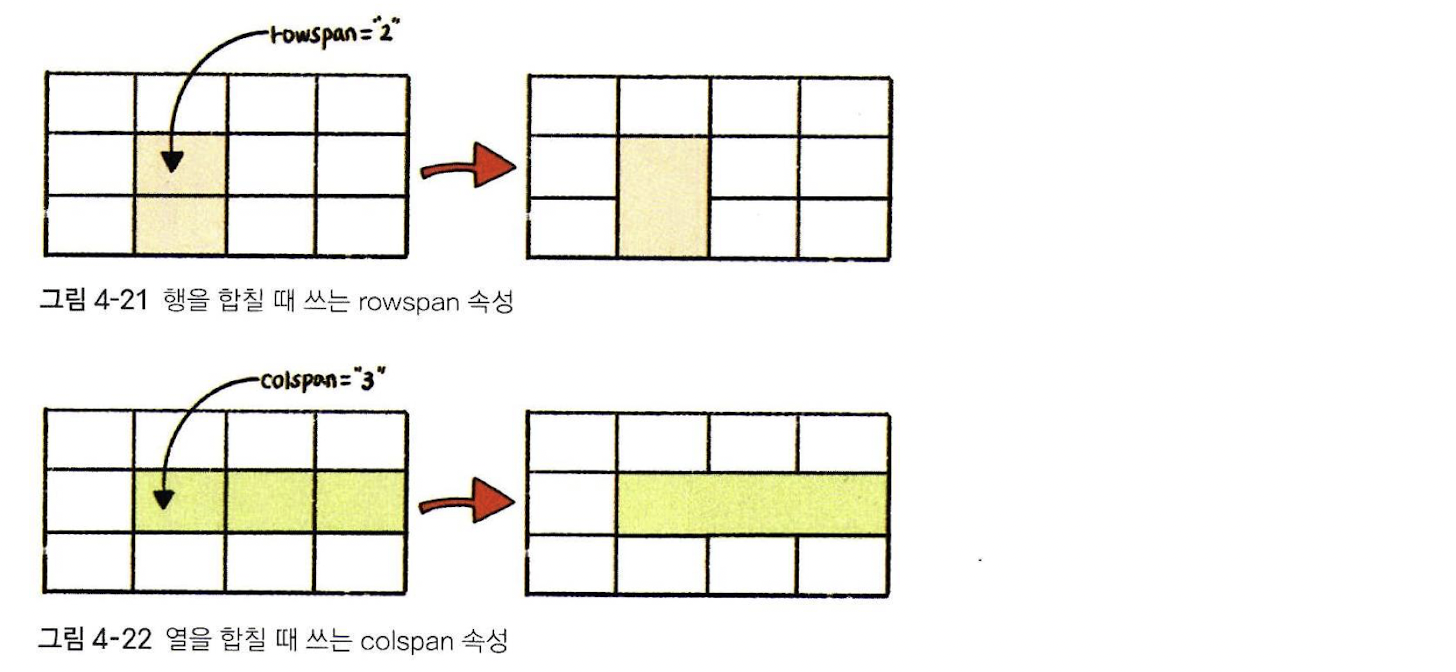 rowspan="2"
그림 4-21 행을 합칠 때 쓰는 rowspan 속성
colspan="3"
그림 4-22 열을 합칠 때 쓰는 colspan 속성